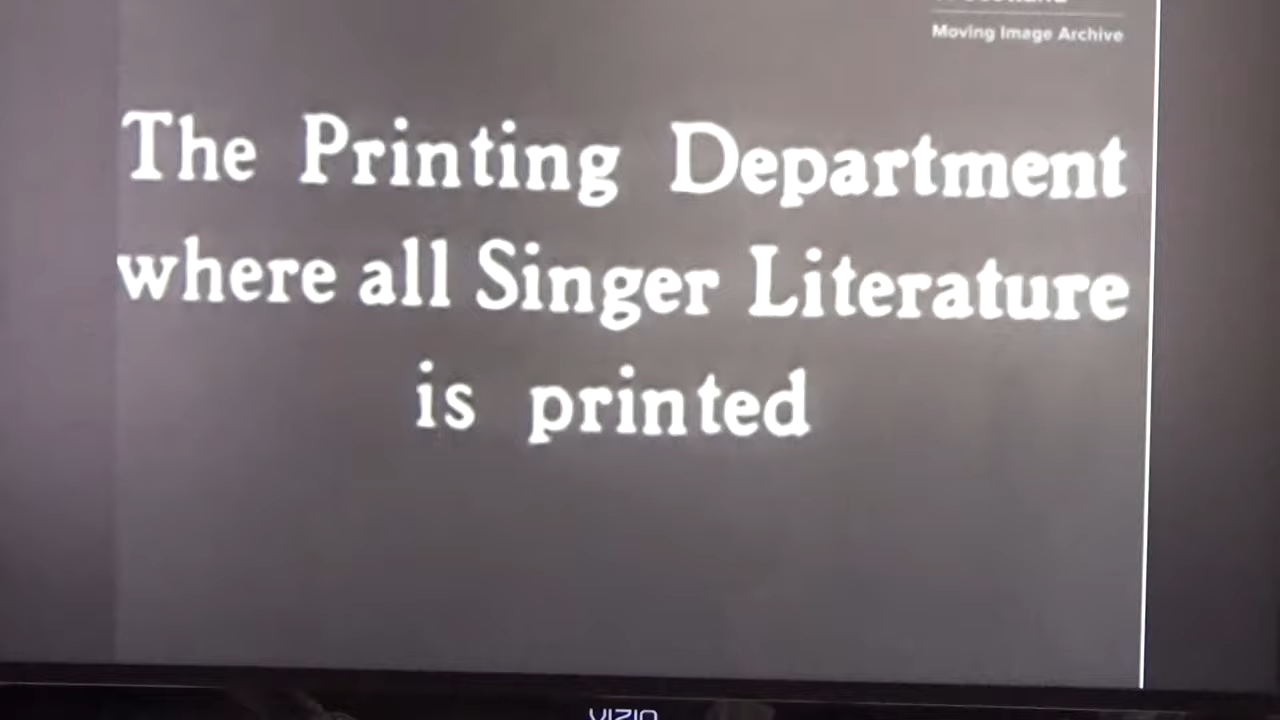 Moving Image Archive
The Printing Department
where all Singer Literature
is printed
VIZIO